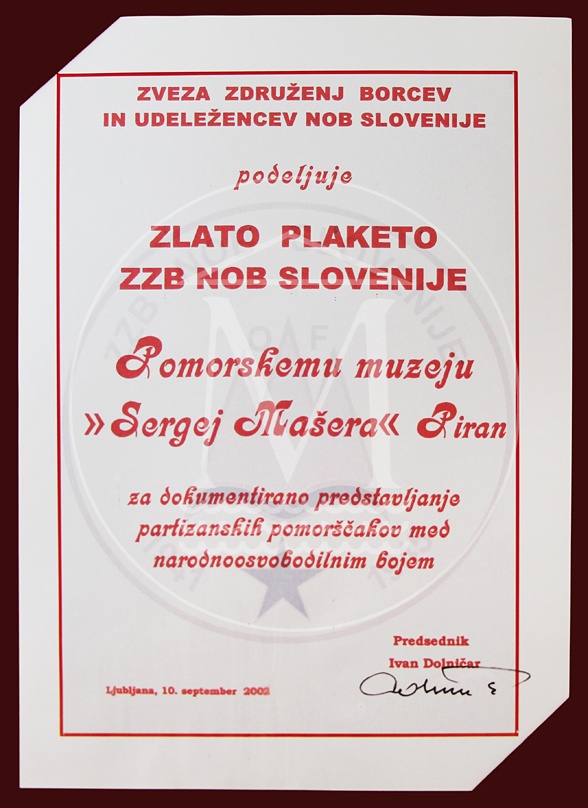 ZVEZA ZDRUŽENJ BORCEV
IN UDELEŽENCEV NOB SLOVENIJE
podeljuje
ZLATO PLAKETO
ZZB NOB SLOVENIJE
Pomorskemu muzeju
»Sergej Mašera« Piran
za dokumentirano predstavljanje
partizanskih pomorščakov med
narodnoosvobodilnim bojem
Predsednik
Ivan Dolničar
Ljubljana, 10. september 2002